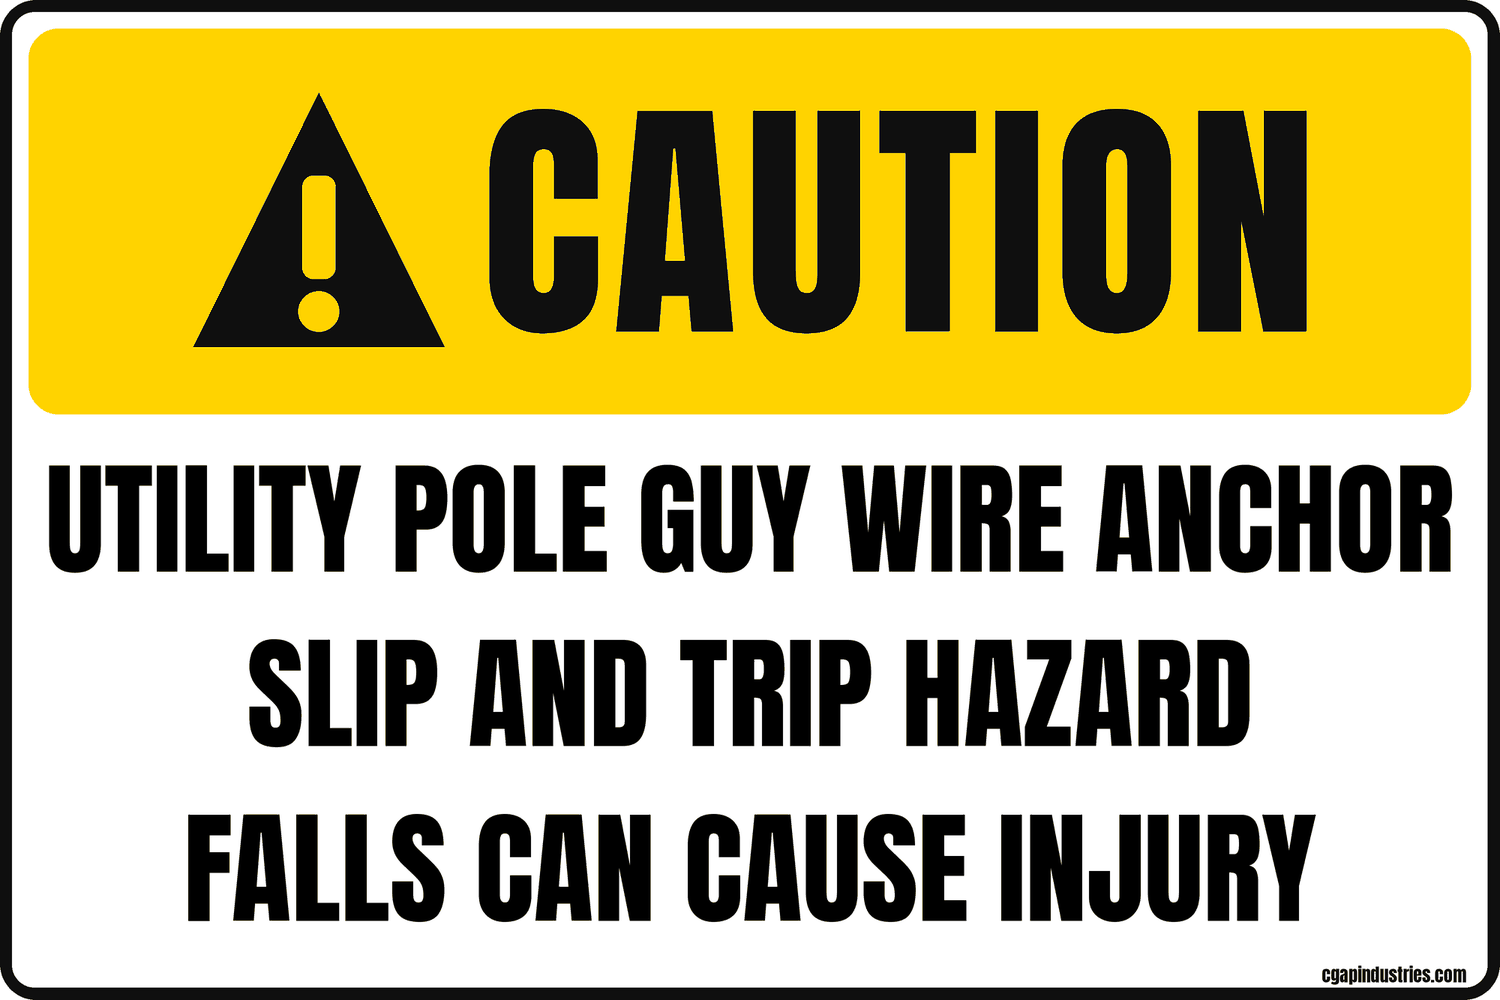 CAUTION
UTILITY POLE GUY WIRE ANCHOR
SLIP AND TRIP HAZARD
FALLS CAN CAUSE INJURY
cgapindustries.com